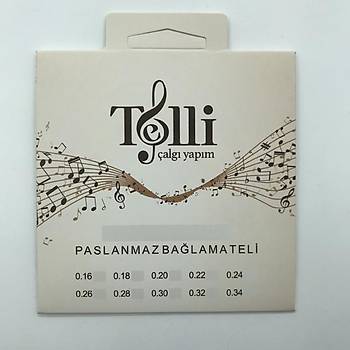 Telli
çalgı yapım
PASLANMAZ BAĞLAMA TELİ
0.16 0.18 0.20 0.22 0.24
0.26 0.28 0.30 0.32 0.34